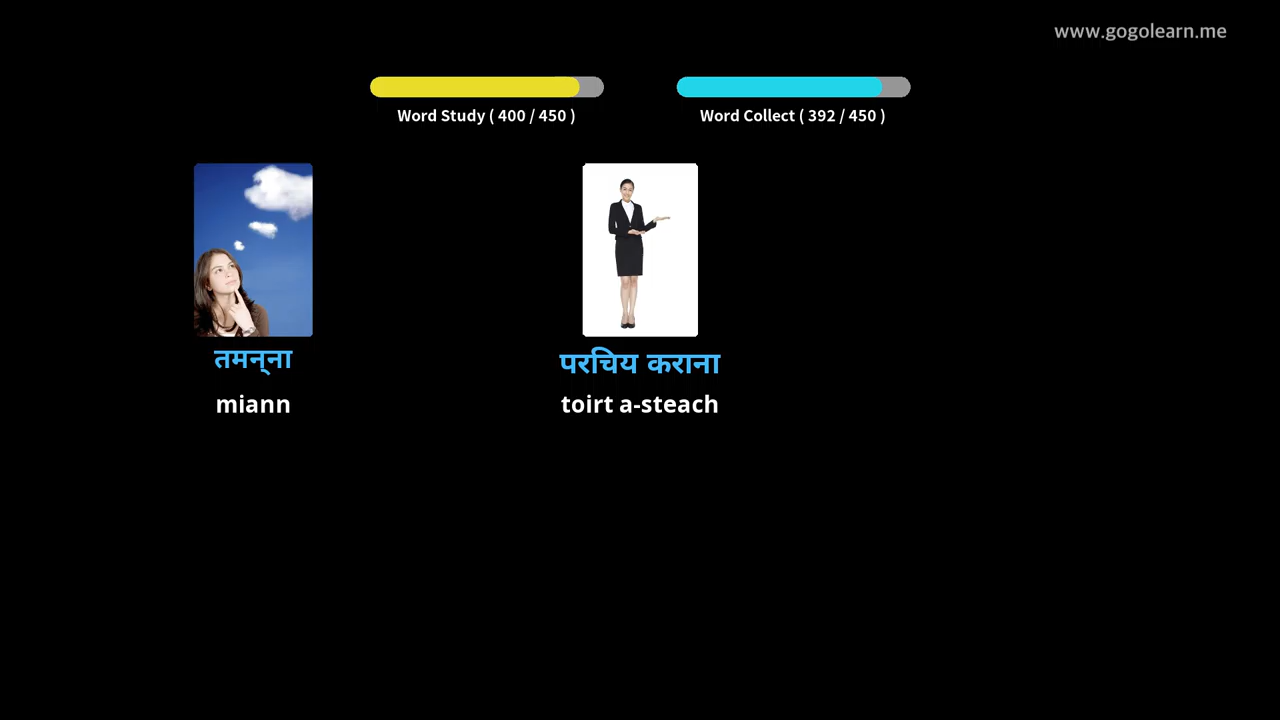 www.gogolearn.me
Word Study ( 400 / 450 )
Word Collect ( 392 / 450 )
तमन्‌ना
परिचय कराना
miann
toirt a-steach